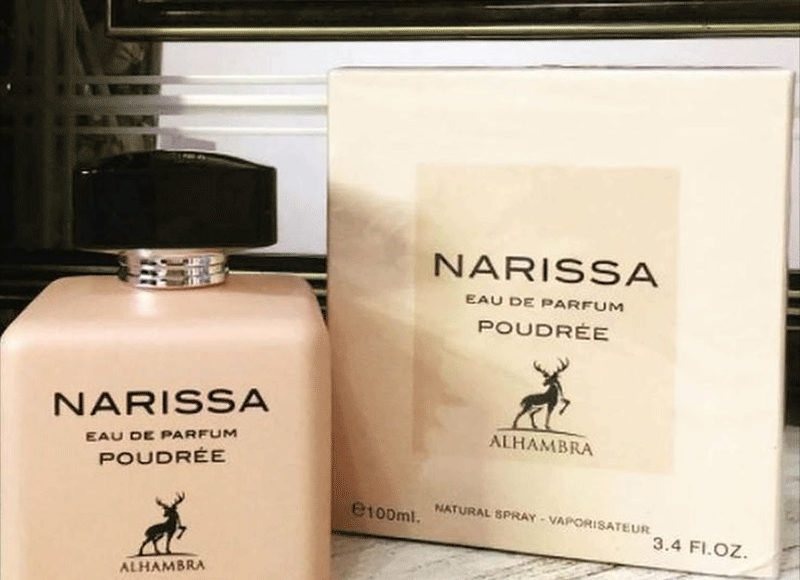 NARISSA
EAU DE PARFUM
POUDRÉE
ALHAMBRA
NARISSA
EAU DE PARFUM
POUDRÉE
ALHAMBRA
℮100ml.
NATURAL SPRAY - VAPORISATEUR
3.4 Fl.OZ.